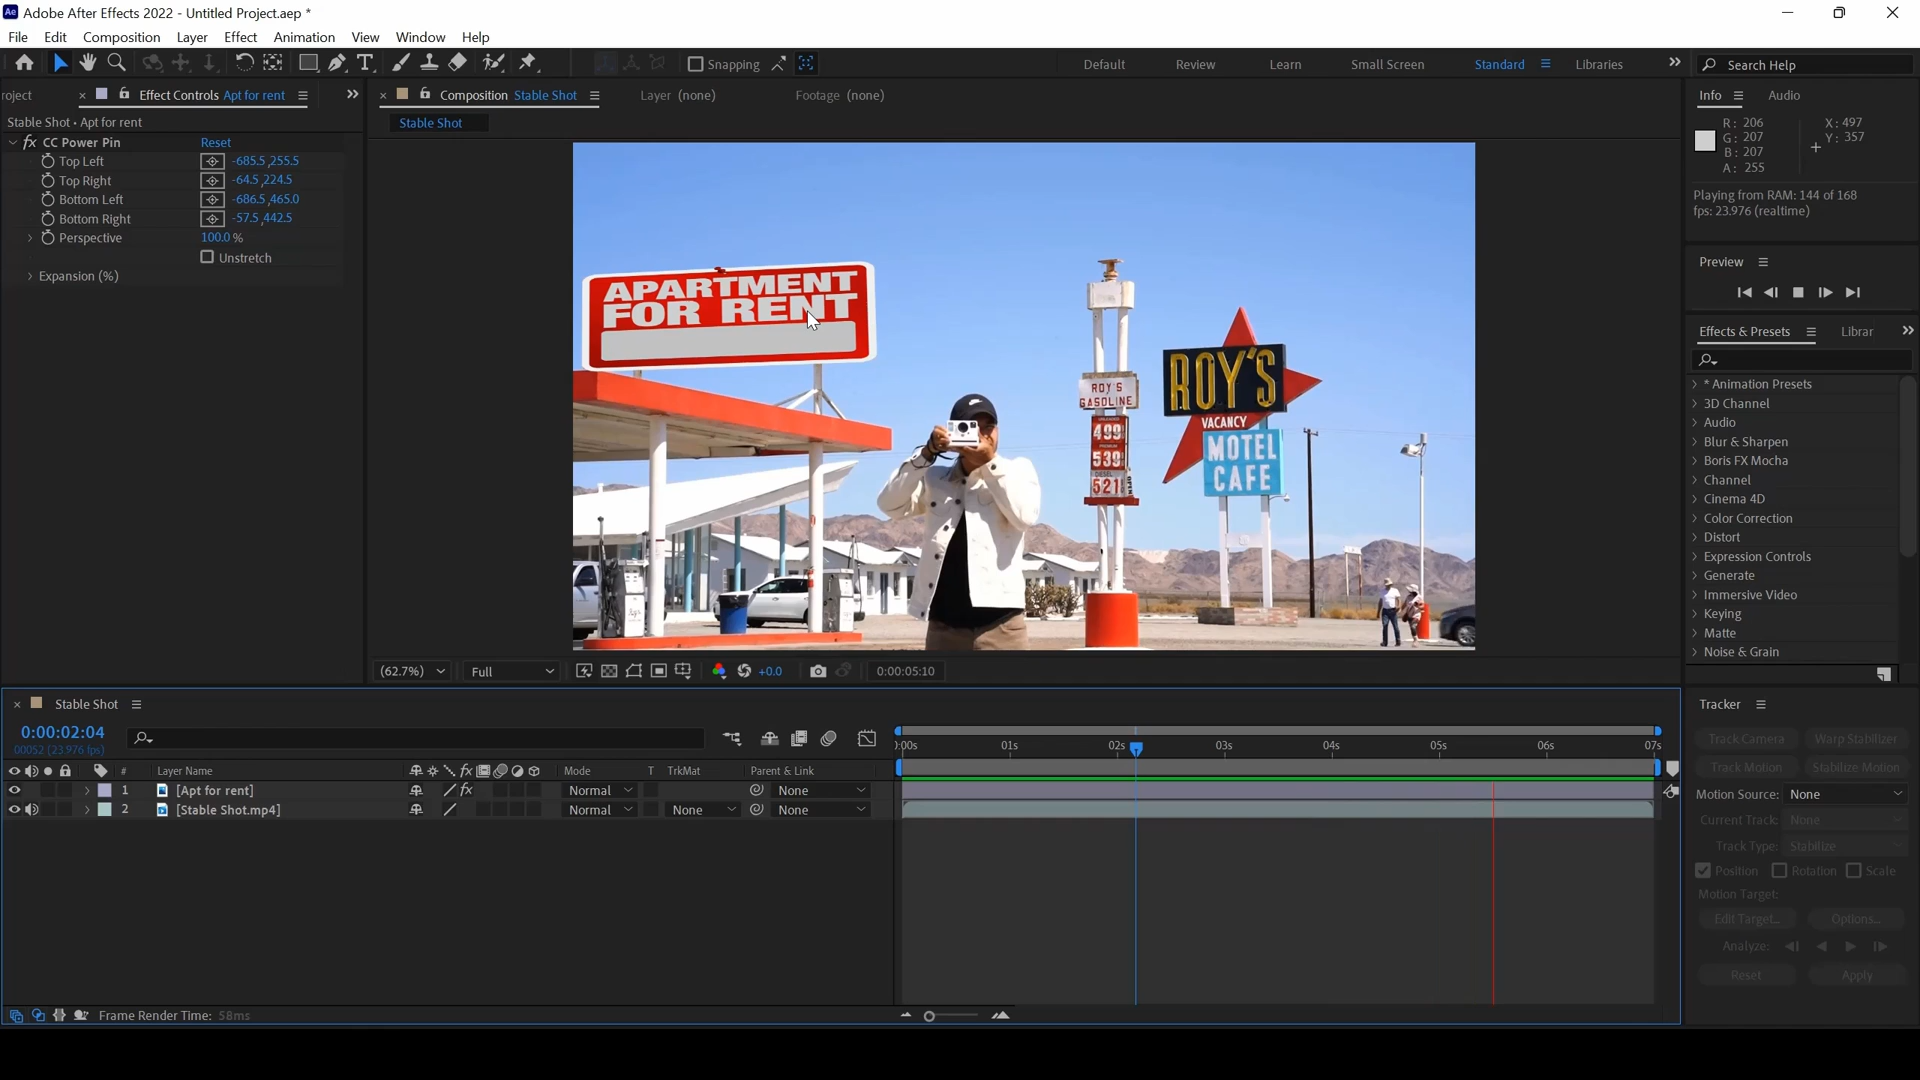 Ae Adobe After Effects 2022 - Untitled Project.aep *
File Edit Composition Layer Effect Animation View Window Help
T Snapping Default Review Learn Small Screen Standard Libraries » Search Help
roject × Effect Controls Apt for rent » × Composition Stable Shot Layer (none) Footage (none) Info Audio
Stable Shot • Apt for rent
Stable Shot
fx CC Power Pin Reset
Top Left -685.5,255.5
Top Right -64.5,224.5
Bottom Left -686.5,465.0
Bottom Right -57.5,442.5
Perspective 100.0 %
Unstretch
Expansion (%)
APARTMENT
FOR RENT
ROY'S
GASOLINE
UNLEADED
499
PREMIUM
539
DIESEL
521
OPEN
ROY'S
VACANCY
MOTEL
CAFE
R: 206 X: 497
G: 207 Y: 357
B: 207
A: 255
Playing from RAM: 144 of 168
fps: 23.976 (realtime)
Preview
Effects & Presets Librar »
* Animation Presets
3D Channel
Audio
Blur & Sharpen
Boris FX Mocha
Channel
Cinema 4D
Color Correction
Distort
Expression Controls
Generate
Immersive Video
Keying
Matte
Noise & Grain
(62.7%) Full +0.0 0:00:05:10
× Stable Shot
0:00:02:04
00052 (23.976 fps)
):00s 01s 02s 03s 04s 05s 06s 07s
# Layer Name fx Mode T TrkMat Parent & Link
1 [Apt for rent] fx Normal None
2 [Stable Shot.mp4] Normal None None
Frame Render Time: 58ms
Tracker
Track Camera Warp Stabilizer
Track Motion Stabilize Motion
Motion Source: None
Current Track: None
Track Type: Stabilize
Position Rotation Scale
Motion Target:
Edit Target... Options...
Analyze:
Reset Apply